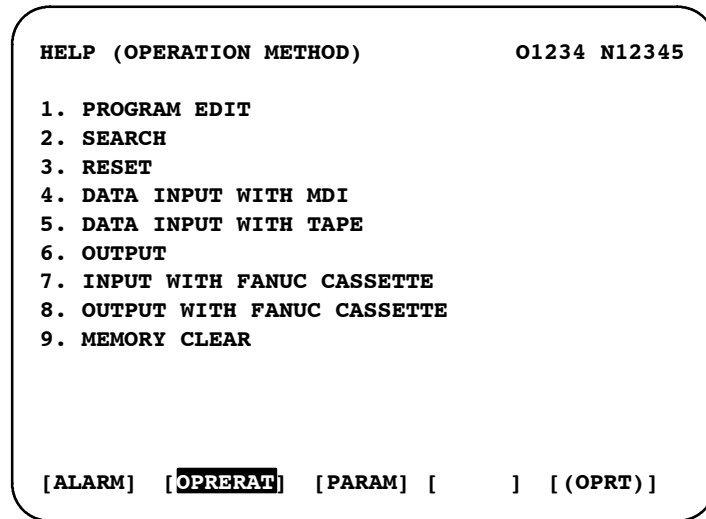 HELP (OPERATION METHOD) O1234 N12345
1. PROGRAM EDIT
2. SEARCH
3. RESET
4. DATA INPUT WITH MDI
5. DATA INPUT WITH TAPE
6. OUTPUT
7. INPUT WITH FANUC CASSETTE
8. OUTPUT WITH FANUC CASSETTE
9. MEMORY CLEAR
[ALARM] [OPRERAT] [PARAM] [ ] [(OPRT)]